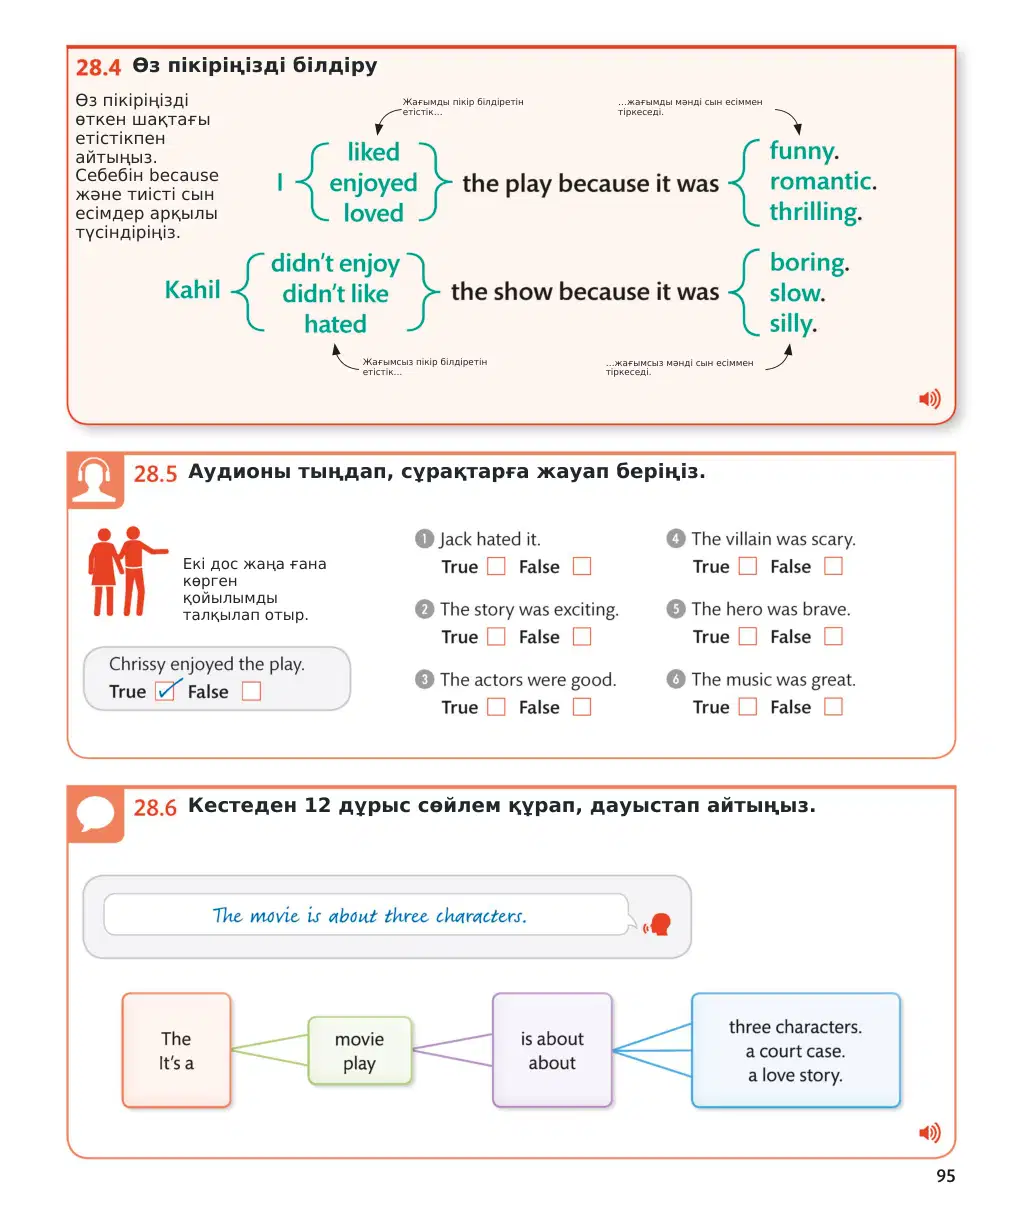 28.4 Өз пікіріңізді білдіру
Өз пікіріңізді
өткен шақтағы
етістікпен
айтыңыз.
Себебін because
және тиісті сын
есімдер арқылы
түсіндіріңіз.
Жағымды пікір білдіретін
етістік...
...жағымды мәнді сын есіммен
тіркеседі.
I
liked
enjoyed
loved
the play because it was
funny.
romantic.
thrilling.
Kahil
didn't enjoy
didn't like
hated
the show because it was
boring.
slow.
silly.
Жағымсыз пікір білдіретін
етістік...
...жағымсыз мәнді сын есіммен
тіркеседі.
28.5 Аудионы тыңдап, сұрақтарға жауап беріңіз.
Екі дос жаңа ғана
көрген
қойылымды
талқылап отыр.
Chrissy enjoyed the play.
True False
1 Jack hated it.
True False
2 The story was exciting.
True False
3 The actors were good.
True False
4 The villain was scary.
True False
5 The hero was brave.
True False
6 The music was great.
True False
28.6 Кестеден 12 дұрыс сөйлем құрап, дауыстап айтыңыз.
The movie is about three characters.
The
It's a
movie
play
is about
about
three characters.
a court case.
a love story.
95